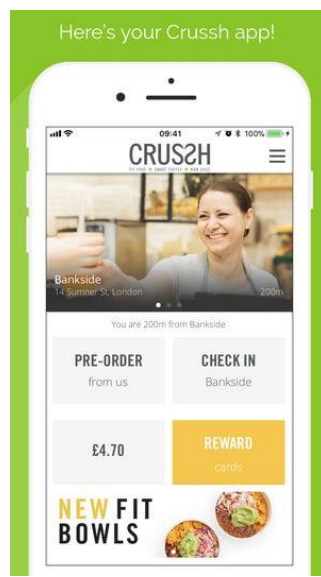 Here's your Crussh app!
09:41
100%
CRUSSH
FIT FOOD ★ SMART COFFEE ★ RAW JUICE
Bankside
14 Sumner St, London
200m
You are 200m from Bankside
PRE-ORDER
from us
CHECK IN
Bankside
£4.70
REWARD
cards
NEW FIT
BOWLS